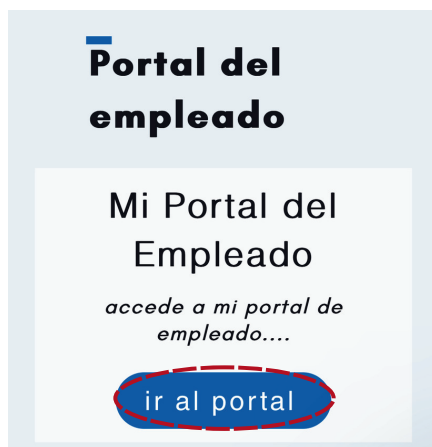 Portal del
empleado
Mi Portal del
Empleado
accede a mi portal de
empleado....
ir al portal